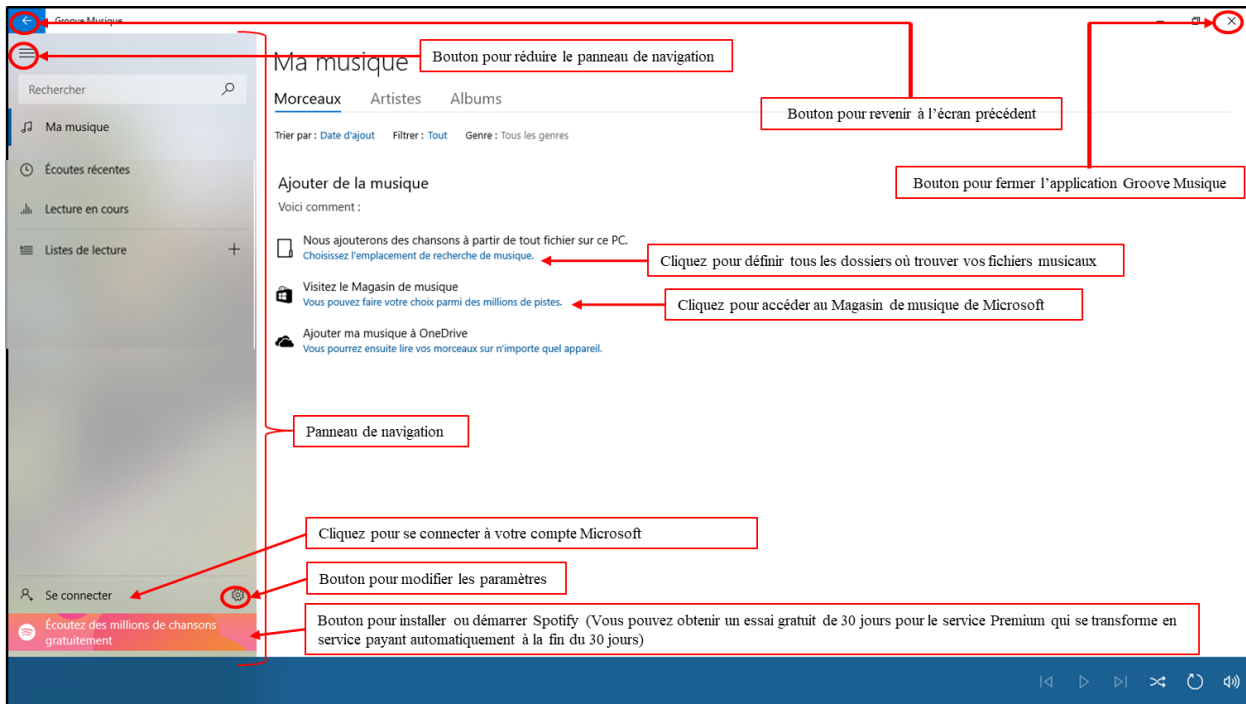 Groove Musique
Bouton pour réduire le panneau de navigation
Ma musique
Rechercher
Morceaux Artistes Albums
Bouton pour revenir à l’écran précédent
Ma musique
Trier par : Date d'ajout Filtrer : Tout Genre : Tous les genres
Écoutes récentes
Ajouter de la musique
Bouton pour fermer l’application Groove Musique
Lecture en cours
Voici comment :
Listes de lecture
Nous ajouterons des chansons à partir de tout fichier sur ce PC.
Choisissez l'emplacement de recherche de musique.
Cliquez pour définir tous les dossiers où trouver vos fichiers musicaux
Visitez le Magasin de musique
Vous pouvez faire votre choix parmi des millions de pistes.
Cliquez pour accéder au Magasin de musique de Microsoft
Ajouter ma musique à OneDrive
Vous pourrez ensuite lire vos morceaux sur n'importe quel appareil.
Panneau de navigation
Cliquez pour se connecter à votre compte Microsoft
Bouton pour modifier les paramètres
Se connecter
Bouton pour installer ou démarrer Spotify (Vous pouvez obtenir un essai gratuit de 30 jours pour le service Premium qui se transforme en
service payant automatiquement à la fin du 30 jours)
Écoutez des millions de chansons
gratuitement